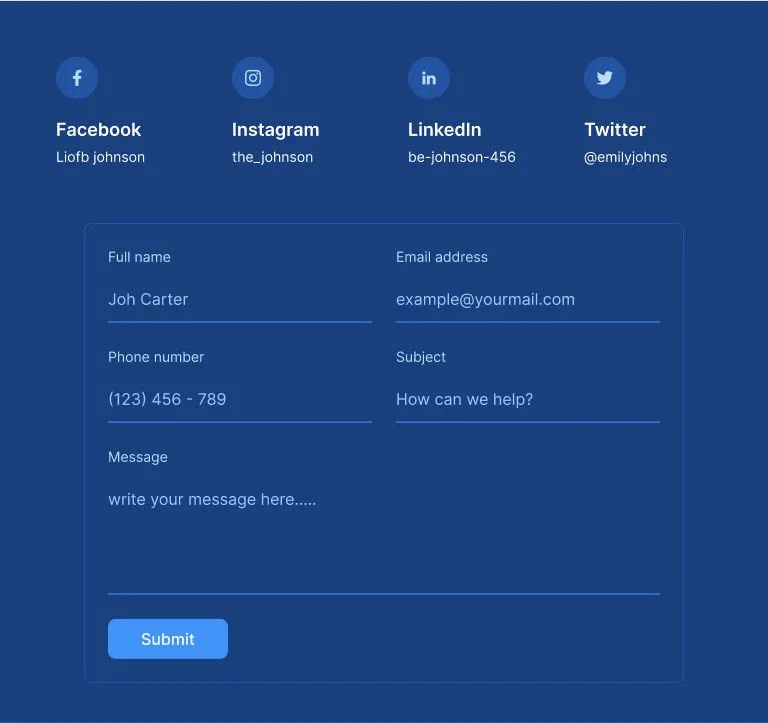 Facebook
Liofb johnson
Instagram
the_johnson
LinkedIn
be-johnson-456
Twitter
@emilyjohns
Full name
Joh Carter
Email address
example@yourmail.com
Phone number
(123) 456 - 789
Subject
How can we help?
Message
write your message here.....
Submit